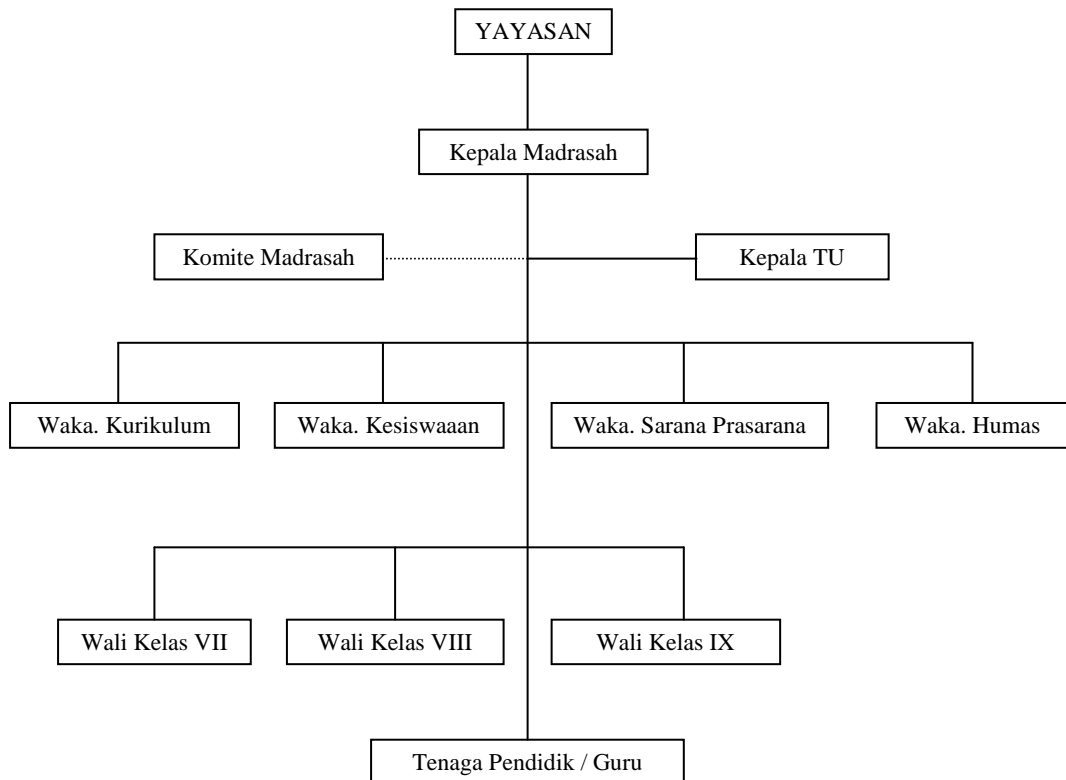 YAYASAN
Kepala Madrasah
Komite Madrasah
Kepala TU
Waka. Kurikulum
Waka. Kesiswaaan
Waka. Sarana Prasarana
Waka. Humas
Wali Kelas VII
Wali Kelas VIII
Wali Kelas IX
Tenaga Pendidik / Guru